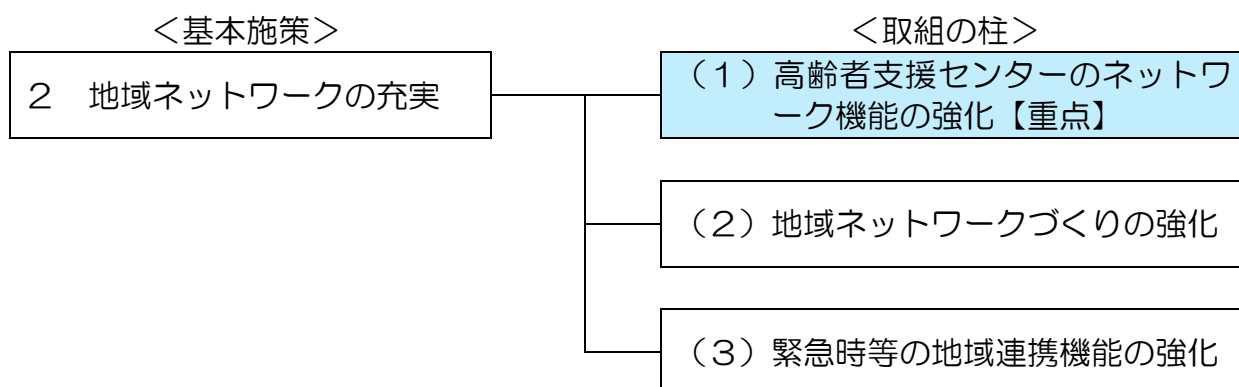 ＜基本施策＞
＜取組の柱＞
２　地域ネットワークの充実
（１）高齢者支援センターのネットワ
ーク機能の強化【重点】
（２）地域ネットワークづくりの強化
（３）緊急時等の地域連携機能の強化